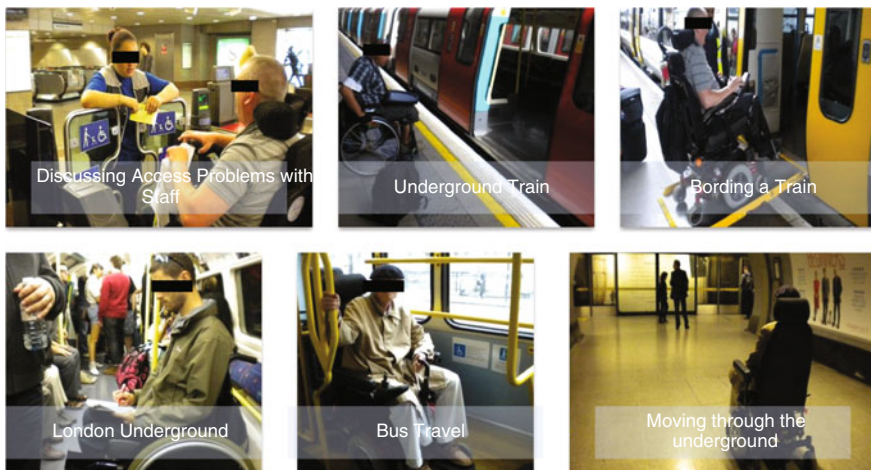 Discussing Access Problems with
Staff
Underground Train
Bording a Train
London Underground
Bus Travel
Moving through the
underground